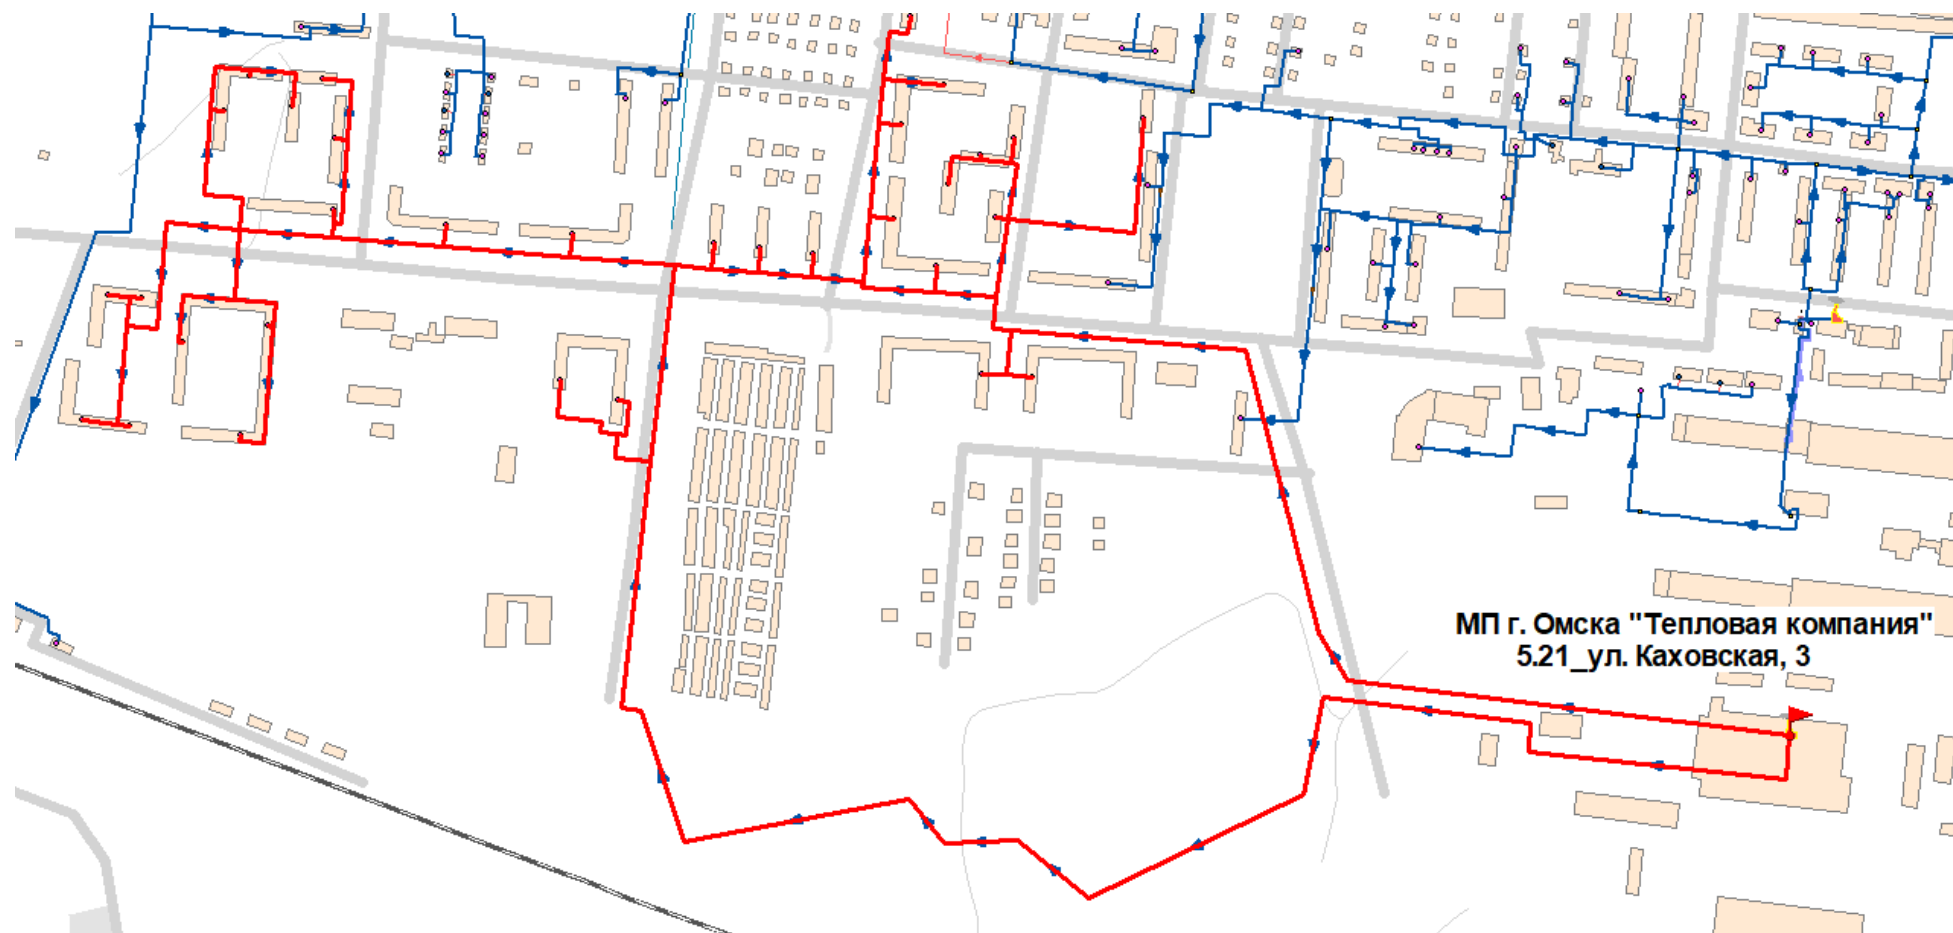 МП г. Омска "Тепловая компания"
5.21_ул. Каховская, 3